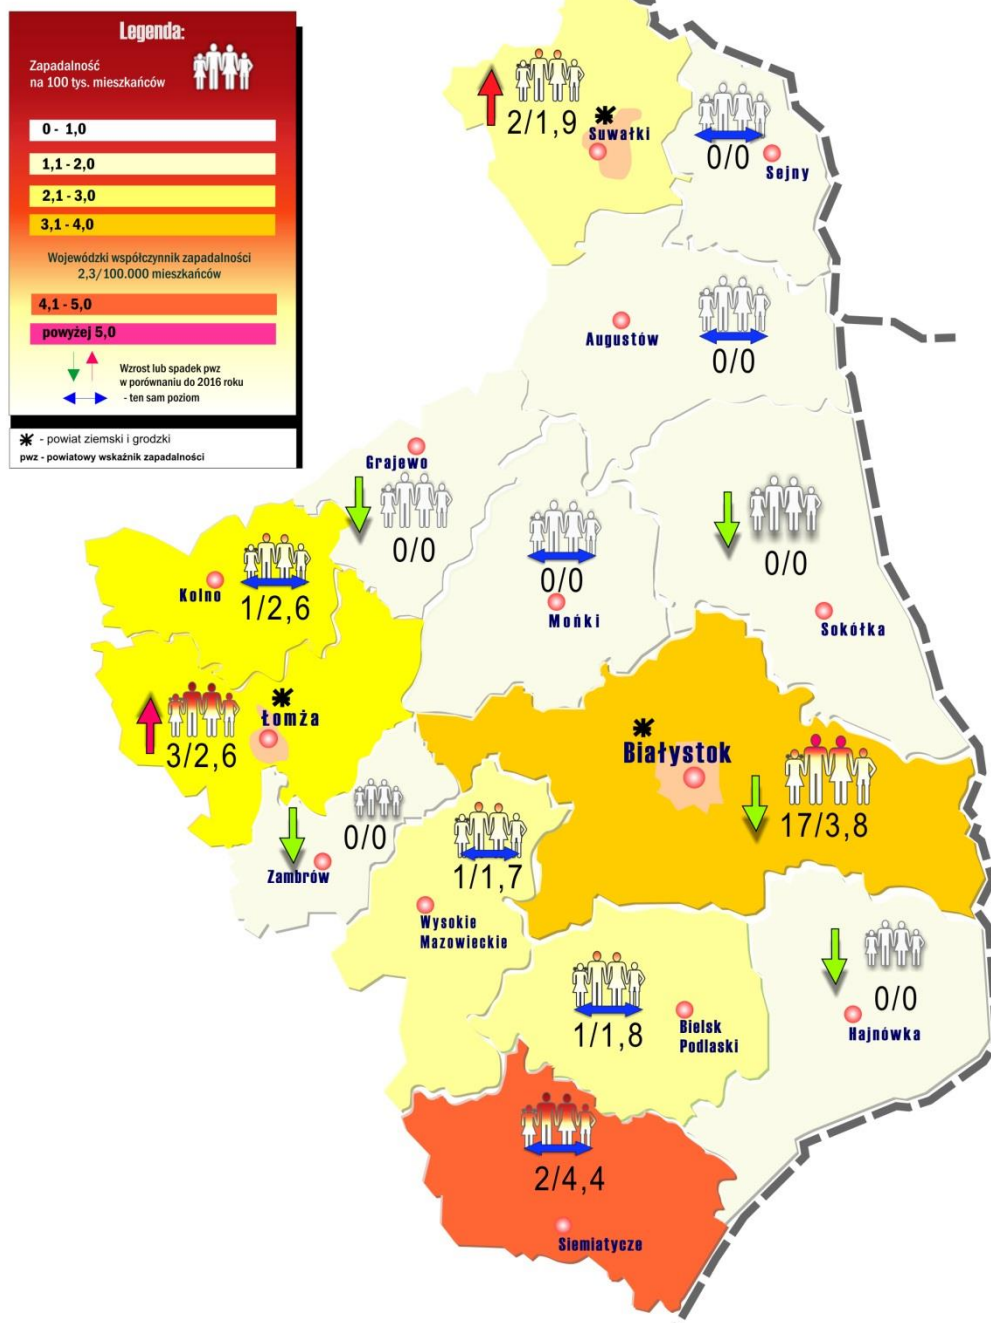 Legenda:
Zapadalność
na 100 tys. mieszkańców
0 - 1,0
1,1 - 2,0
2,1 - 3,0
3,1 - 4,0
Wojewódzki współczynnik zapadalności
2,3/100.000 mieszkańców
4,1 - 5,0
powyżej 5,0
Wzrost lub spadek pwz
w porównaniu do 2016 roku
- ten sam poziom
- powiat ziemski i grodzki
pwz - powiatowy wskaźnik zapadalności
2/1,9
Suwałki
0/0
Sejny
Augustów
0/0
Grajewo
0/0
0/0
Mońki
0/0
Sokółka
Kolno
1/2,6
Łomża
3/2,6
Białystok
17/3,8
0/0
Zambrów
1/1,7
Wysokie
Mazowieckie
1/1,8
Bielsk
Podlaski
0/0
Hajnówka
2/4,4
Siemiatycze